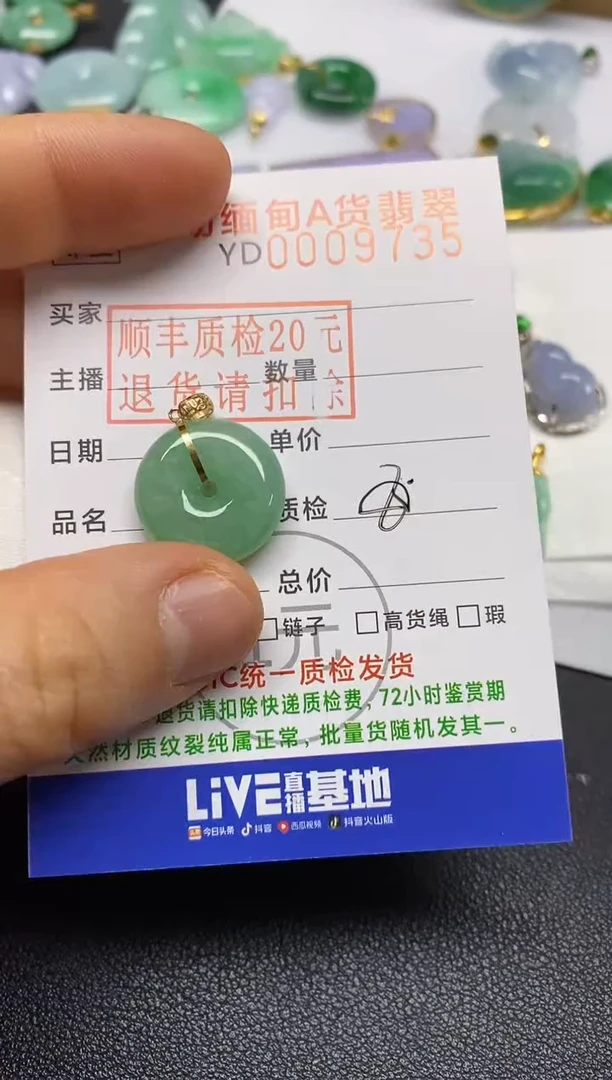 缅甸A货翡翠
YD0009735
买家
顺丰质检20元
主播 数量
退货请扣除
日期 单价
品名 质检
总价
链子 高货绳 瑕
IC统一质检发货
退货请扣除快递质检费,72小时鉴赏期
天然材质纹裂纯属正常,批量货随机发其一。
LiVE直播基地
今日头条 抖音 西瓜视频 抖音火山版